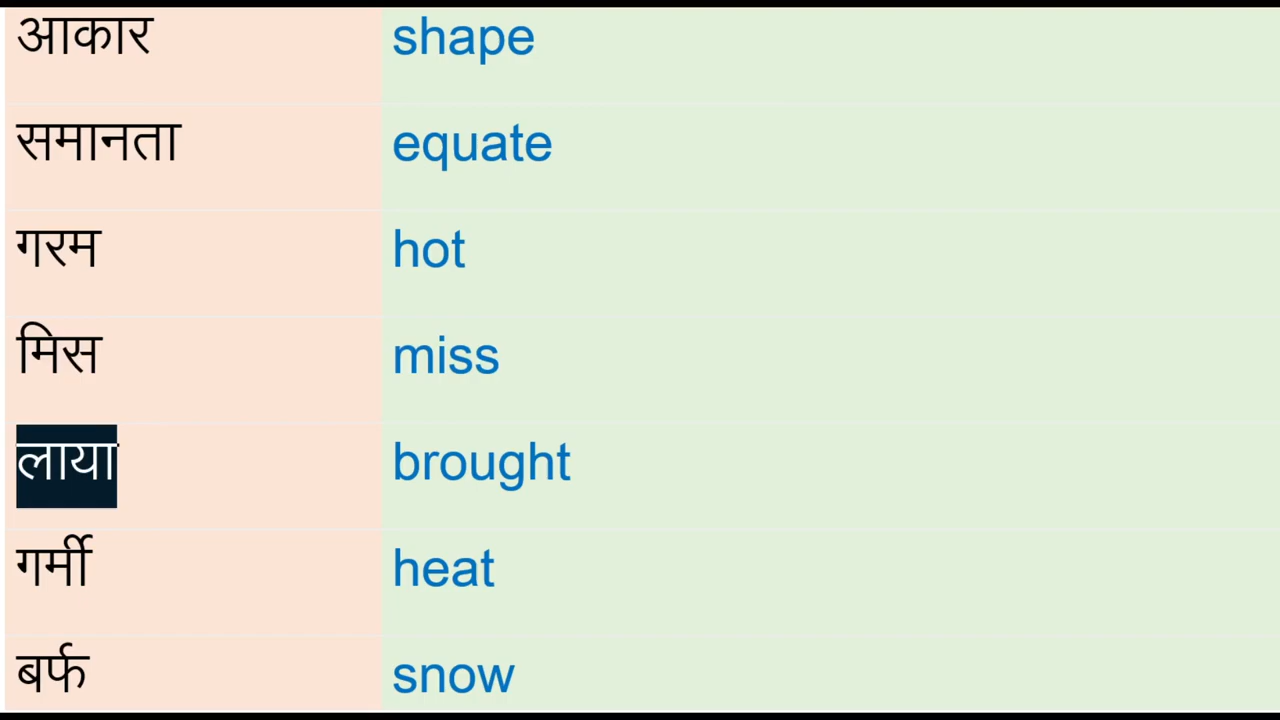 आकार shape
समानता equate
गरम hot
मिस miss
लाया brought
गर्मी heat
बर्फ snow